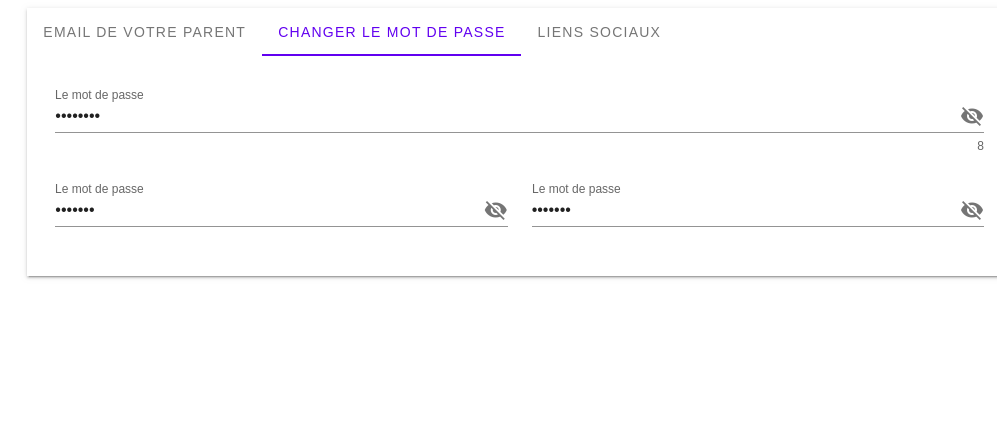 EMAIL DE VOTRE PARENT CHANGER LE MOT DE PASSE LIENS SOCIAUX
Le mot de passe
••••••••
8
Le mot de passe Le mot de passe
••••••• •••••••